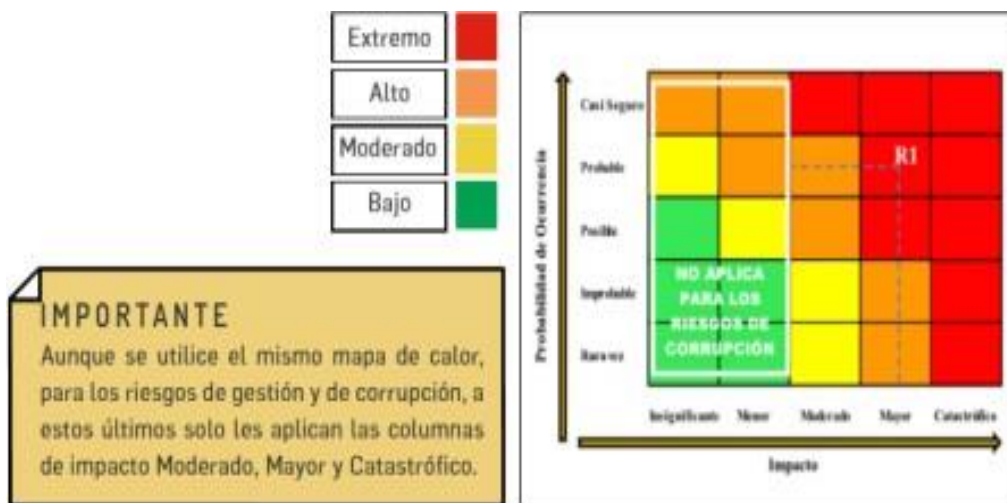 Extremo
Alto
Moderado
Bajo
IMPORTANTE
Aunque se utilice el mismo mapa de calor,
para los riesgos de gestión y de corrupción, a
estos últimos solo les aplican las columnas
de impacto Moderado, Mayor y Catastrófico.
Probabilidad de Ocurrencia
Casi Seguro
Probable
Posible
Improbable
Rara vez
R1
NO APLICA
PARA LOS
RIESGOS DE
CORRUPCIÓN
Insignificante Menor Moderado Mayor Catastrófico
Impacto